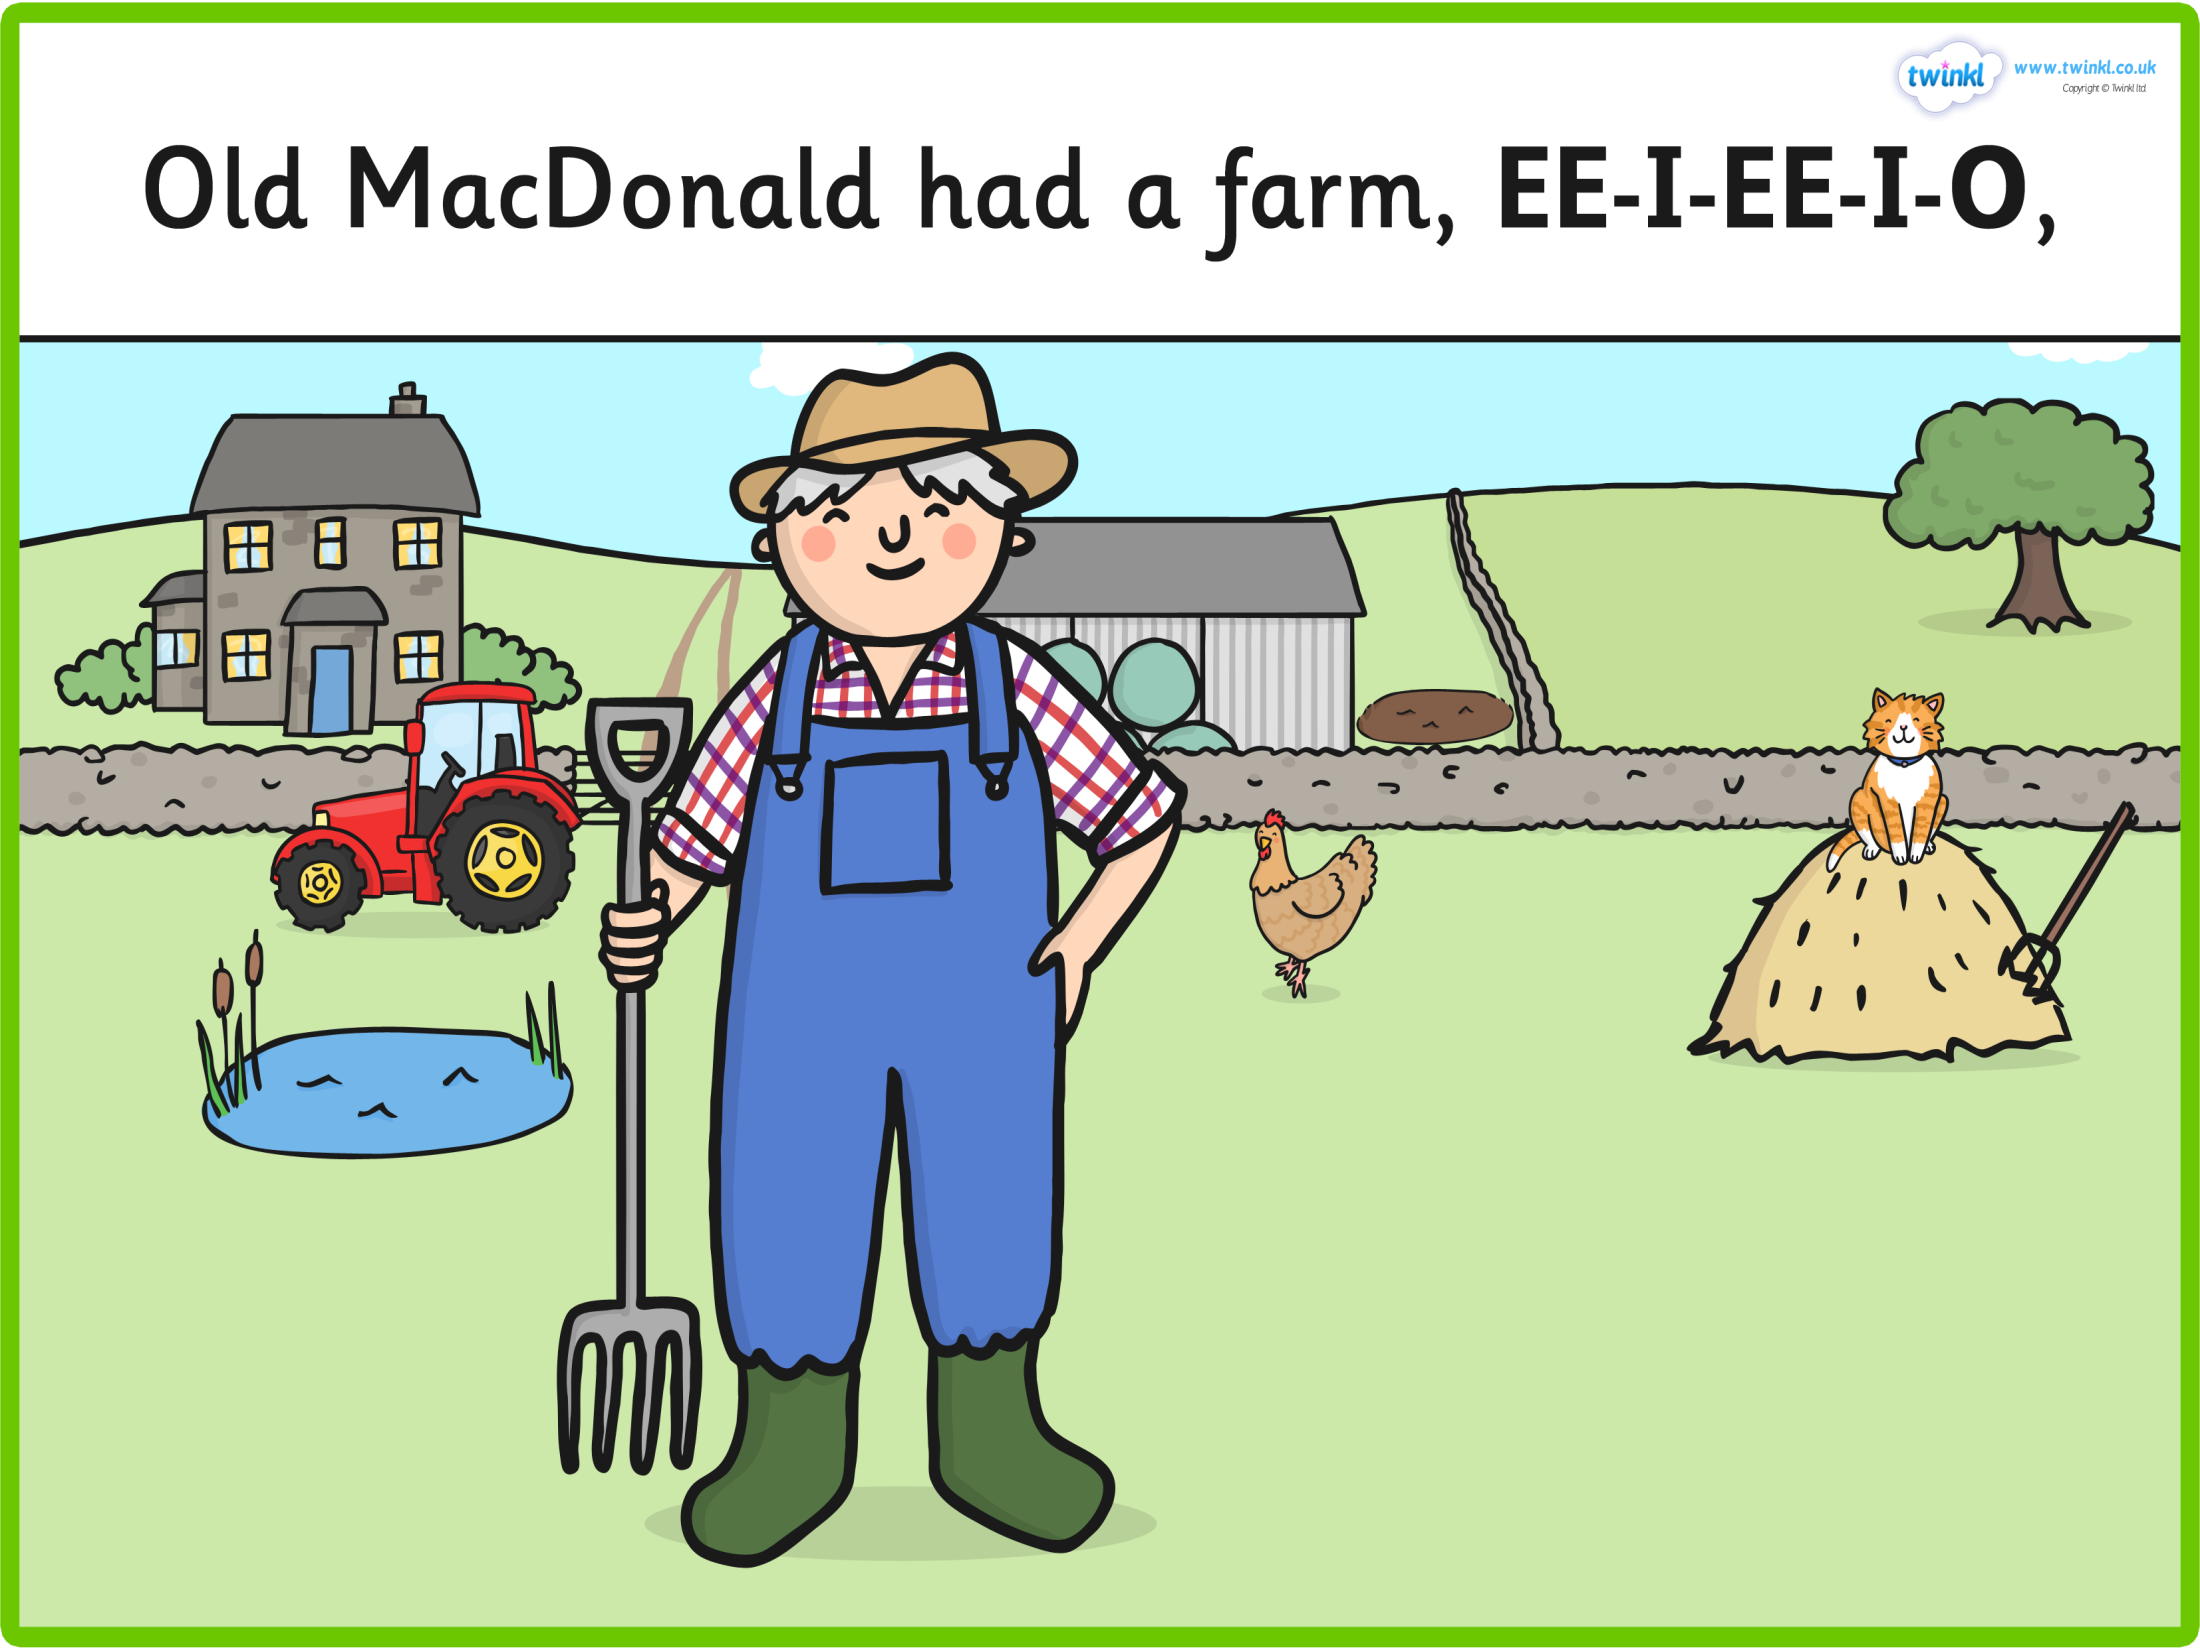 twinkl www.twinkl.co.uk
Copyright © Twinkl ltd.
Old MacDonald had a farm, EE-I-EE-I-O,